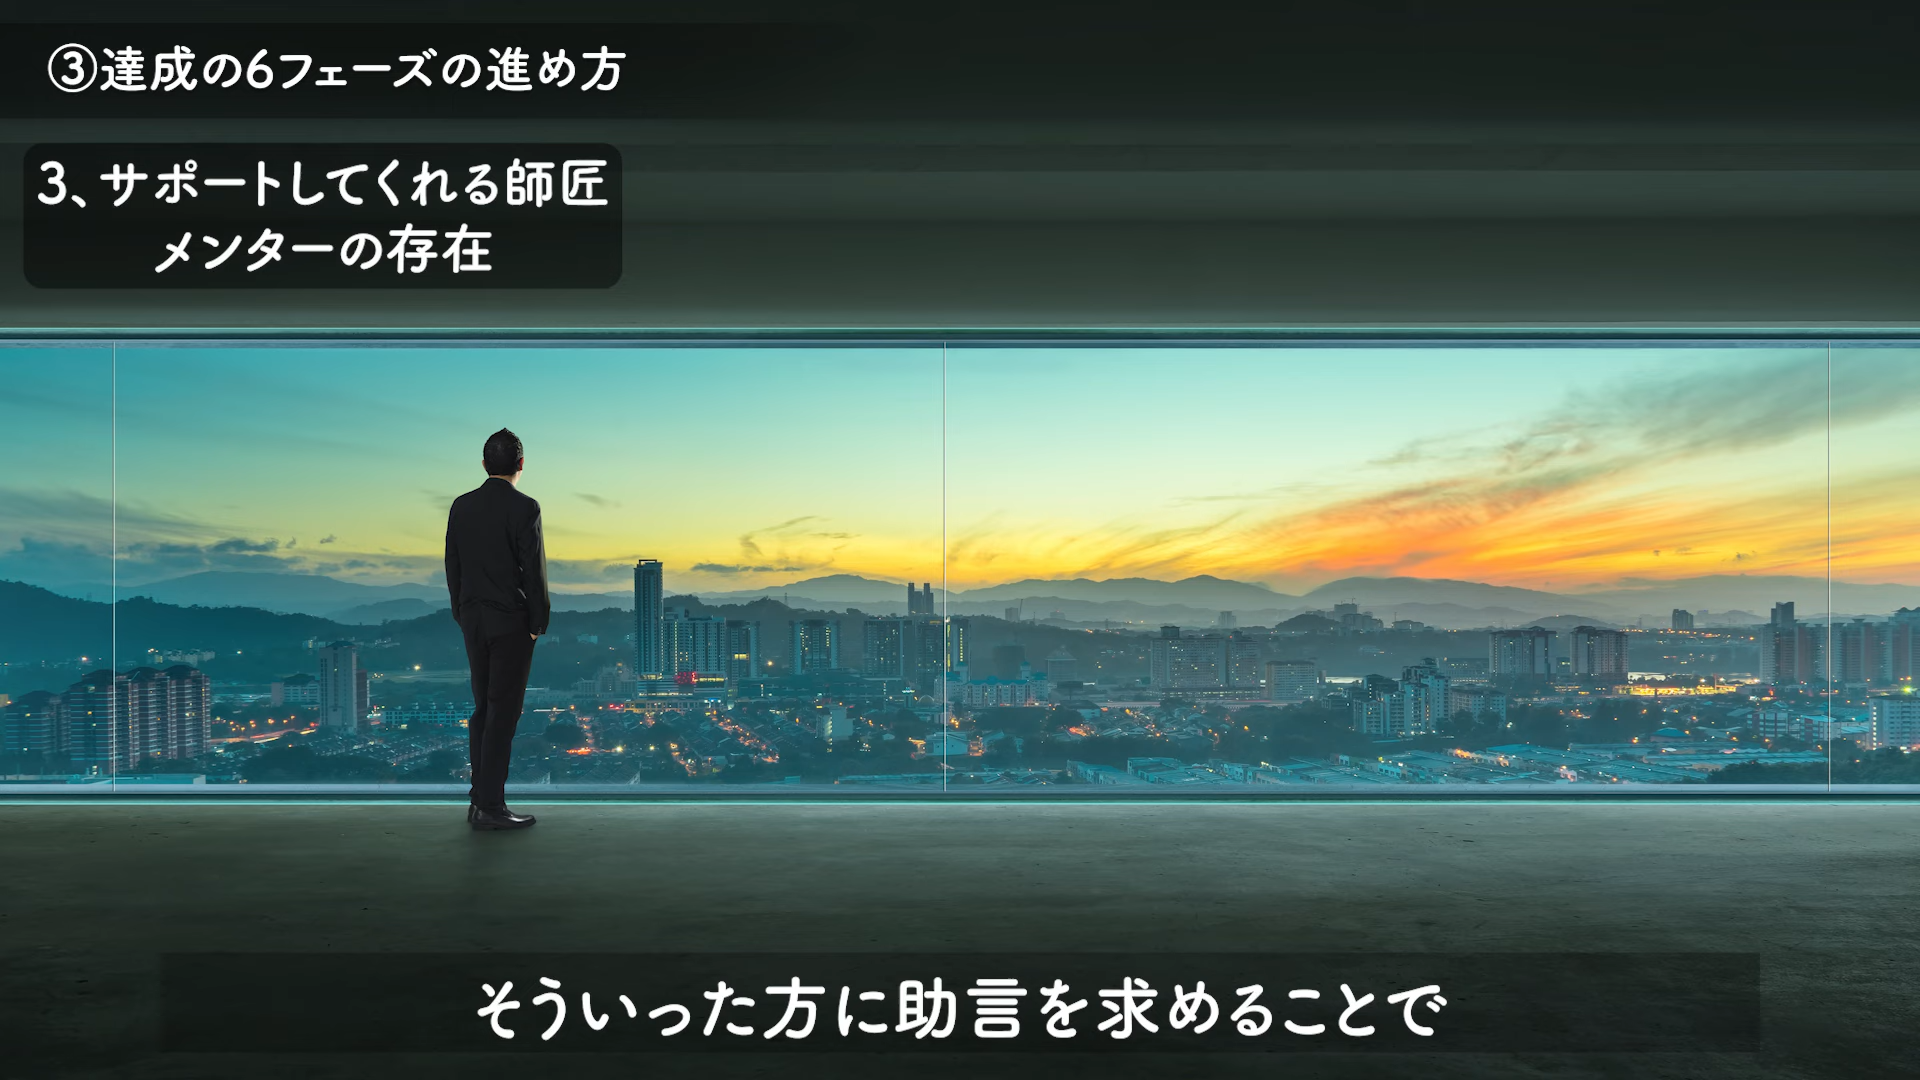 ③達成の6フェーズの進め方
3、サポートしてくれる師匠
メンターの存在
そういった方に助言を求めることで